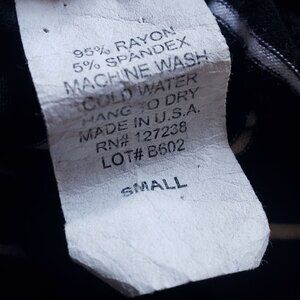 95% RAYON
5% SPANDEX
MACHINE WASH
COLD WATER
HANG TO DRY
MADE IN U.S.A.
RN# 127238
LOT# B602
SMALL